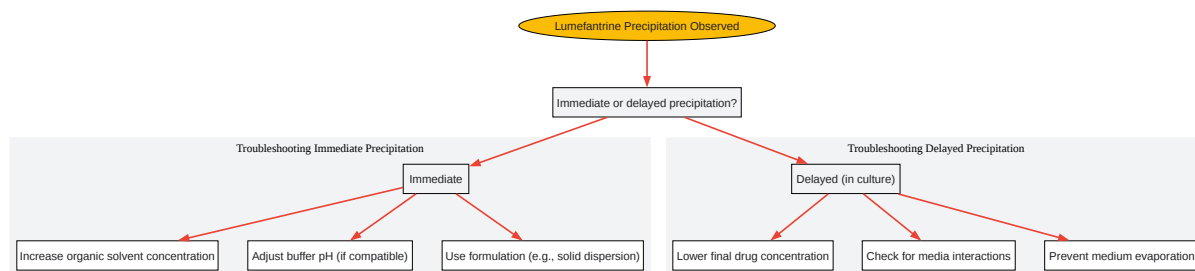 Lumefantrine Precipitation Observed
Immediate or delayed precipitation?
Troubleshooting Immediate Precipitation
Troubleshooting Delayed Precipitation
Immediate
Delayed (in culture)
Increase organic solvent concentration
Adjust buffer pH (if compatible)
Use formulation (e.g., solid dispersion)
Lower final drug concentration
Check for media interactions
Prevent medium evaporation